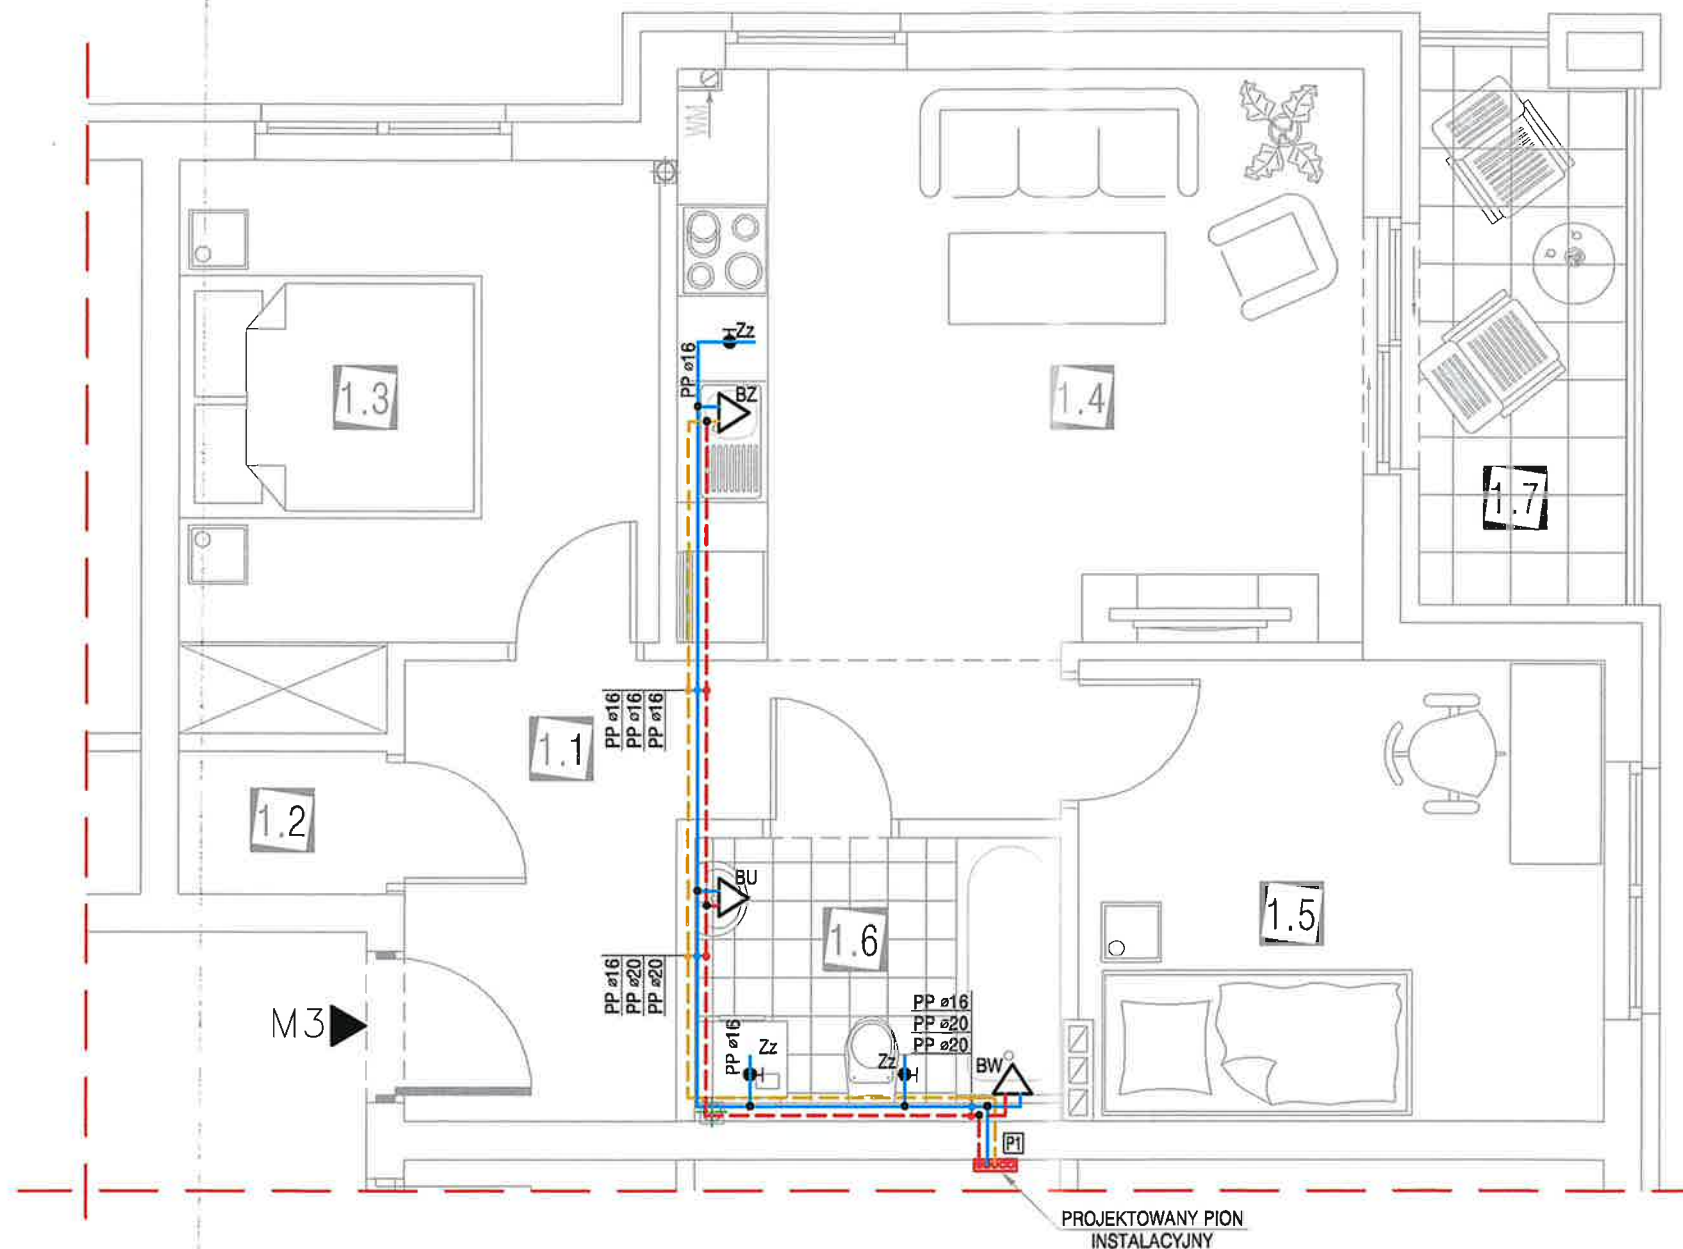 WM
Zz
PP ø16
BZ
1.3
1.4
1.7
PP ø16
PP ø16
PP ø16
1.1
1.2
BU
1.5
1.6
PP ø16
PP ø20
PP ø20
M3
PP ø16
Zz
PP ø16
PP ø20
PP ø20
Zz
BW
P1
PROJEKTOWANY PION
INSTALACYJNY